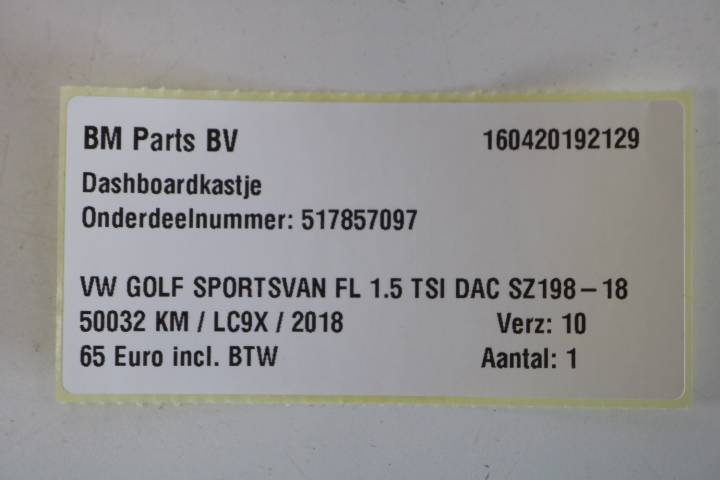 BM Parts BV 160420192129
Dashboardkastje
Onderdeelnummer: 517857097
VW GOLF SPORTSVAN FL 1.5 TSI DAC SZ198-18
50032 KM / LC9X / 2018 Verz: 10
65 Euro incl. BTW Aantal: 1